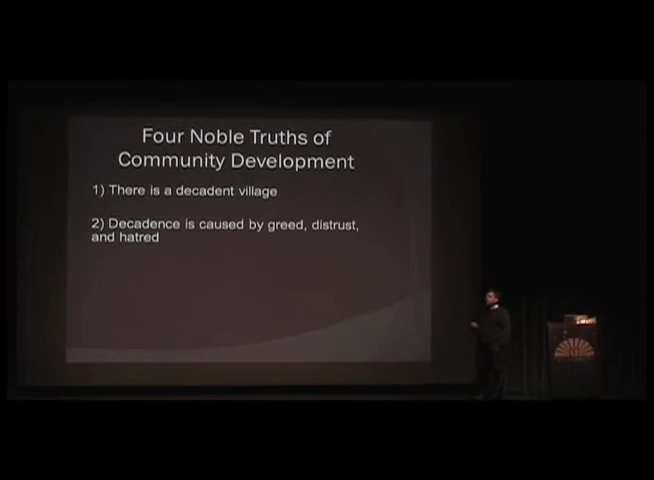 Four Noble Truths of
Community Development
1) There is a decadent village
2) Decadence is caused by greed, distrust,
and hatred